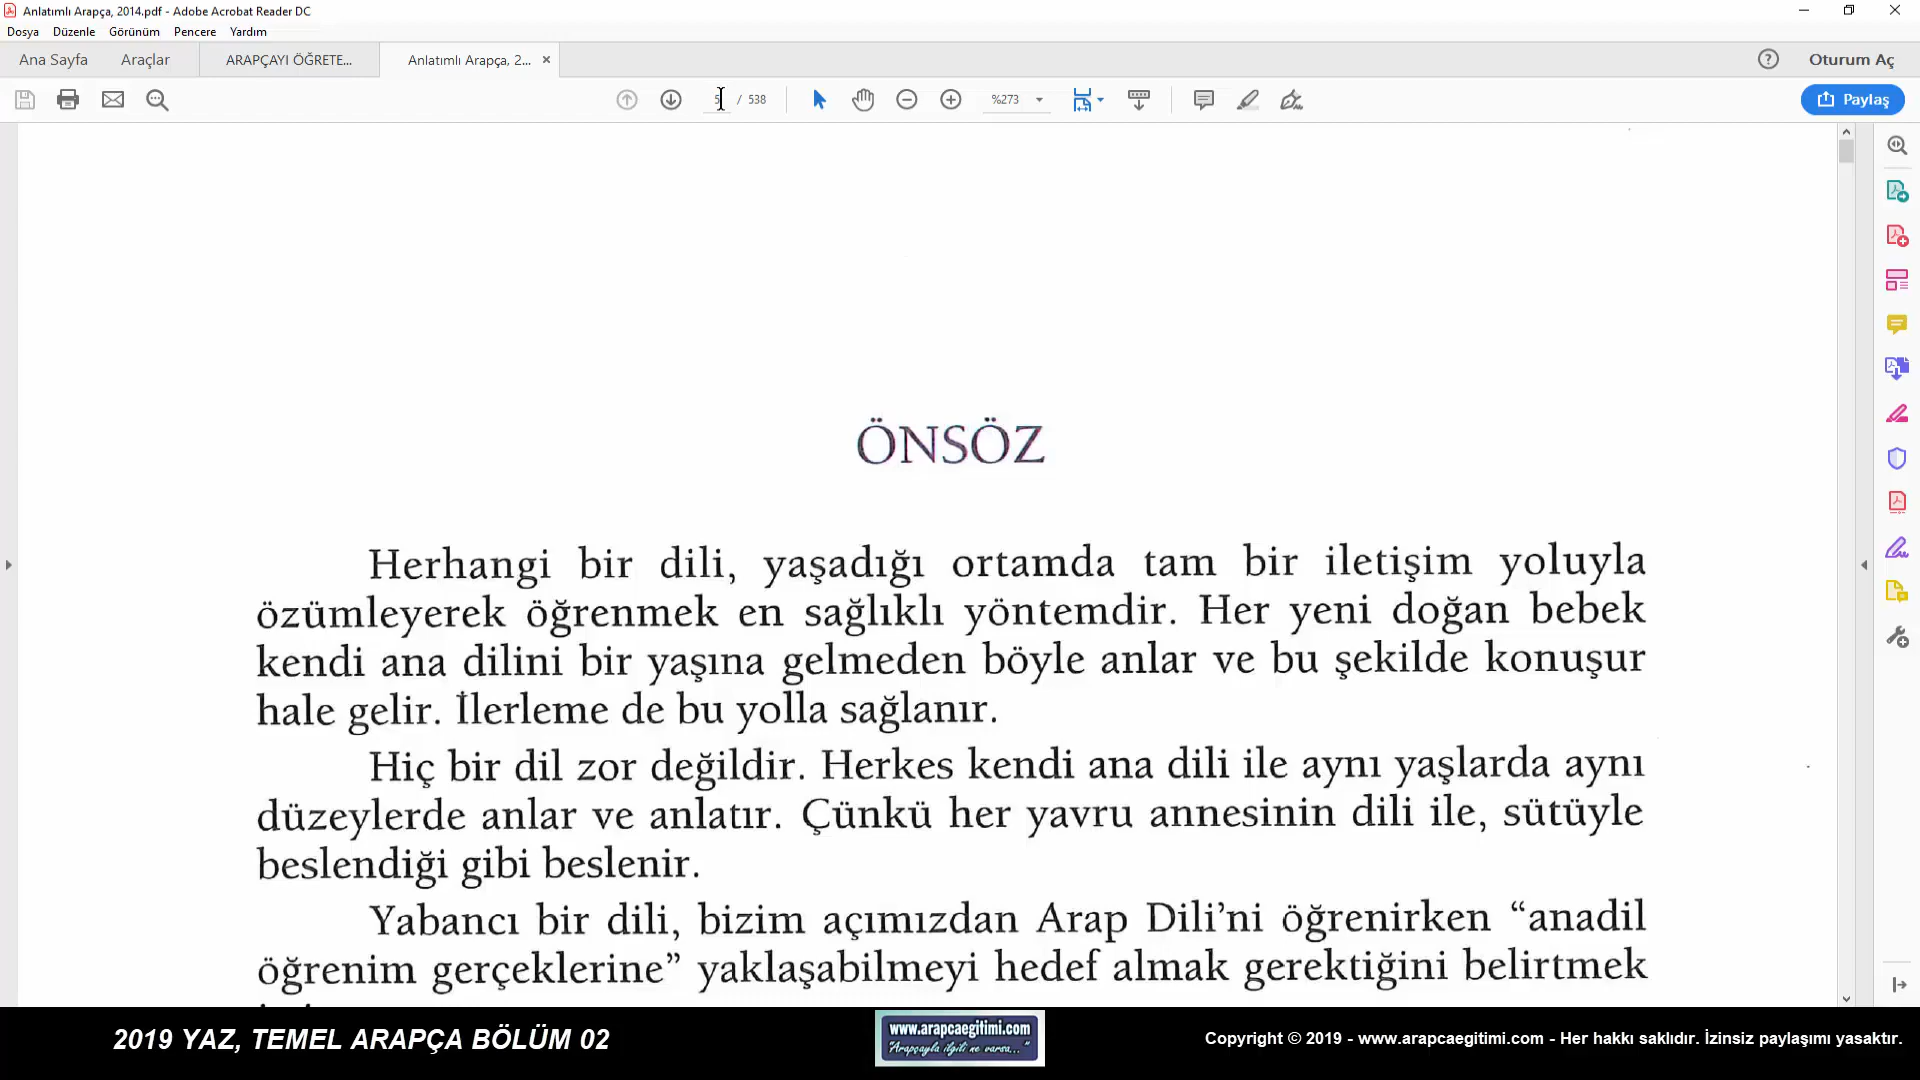 Anlatımlı Arapça, 2014.pdf - Adobe Acrobat Reader DC
Dosya Düzenle Görünüm Pencere Yardım
Ana Sayfa Araçlar ARAPÇAYI ÖĞRETE... Anlatımlı Arapça, 2... Oturum Aç
5 / 538 %273 Paylaş
ÖNSÖZ
Herhangi bir dili, yaşadığı ortamda tam bir iletişim yoluyla
özümleyerek öğrenmek en sağlıklı yöntemdir. Her yeni doğan bebek
kendi ana dilini bir yaşına gelmeden böyle anlar ve bu şekilde konuşur
hale gelir. İlerleme de bu yolla sağlanır.
Hiç bir dil zor değildir. Herkes kendi ana dili ile aynı yaşlarda aynı
düzeylerde anlar ve anlatır. Çünkü her yavru annesinin dili ile, sütüyle
beslendiği gibi beslenir.
Yabancı bir dili, bizim açımızdan Arap Dili’ni öğrenirken “anadil
öğrenim gerçeklerine” yaklaşabilmeyi hedef almak gerektiğini belirtmek
2019 YAZ, TEMEL ARAPÇA BÖLÜM 02
www.arapcaegitimi.com
"Arapçayla ilgili ne varsa..."
Copyright © 2019 - www.arapcaegitimi.com - Her hakkı saklıdır. İzinsiz paylaşımı yasaktır.